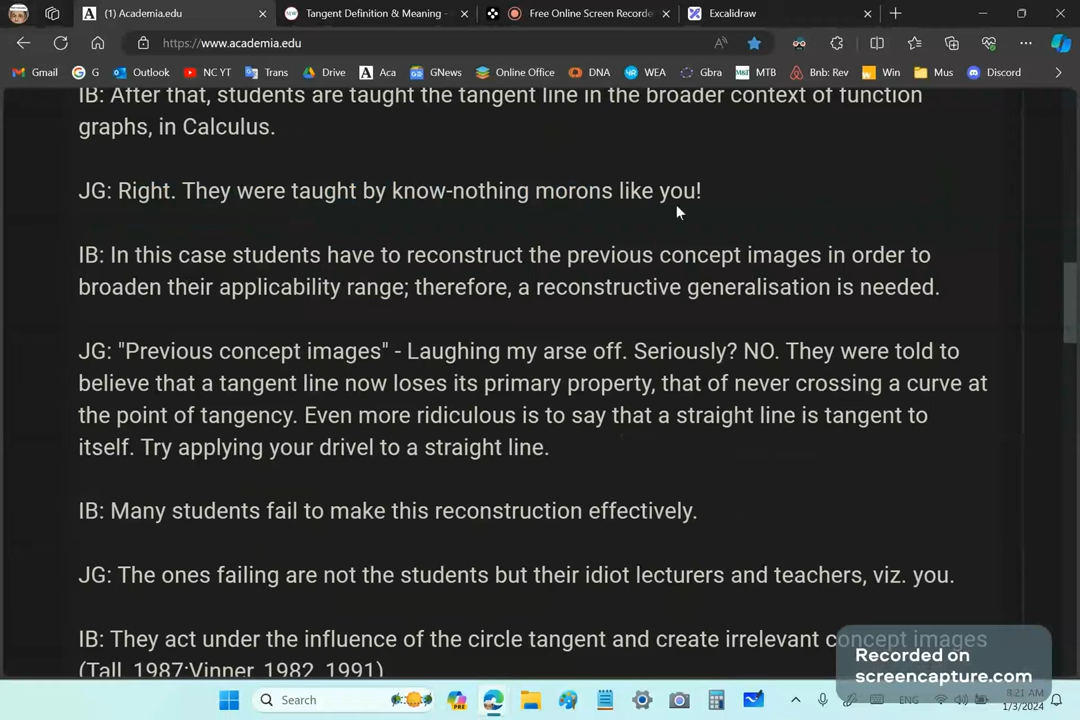 (1) Academia.edu
Tangent Definition & Meaning -
Free Online Screen Recorde
Excalidraw
https://www.academia.edu
Gmail
G
Outlook
NC YT
Trans
Drive
Aca
GNews
Online Office
DNA
WEA
Gbra
MTB
Bnb: Rev
Win
Mus
Discord
IB: After that, students are taught the tangent line in the broader context of function
graphs, in Calculus.
JG: Right. They were taught by know-nothing morons like you!
IB: In this case students have to reconstruct the previous concept images in order to
broaden their applicability range; therefore, a reconstructive generalisation is needed.
JG: "Previous concept images" - Laughing my arse off. Seriously? NO. They were told to
believe that a tangent line now loses its primary property, that of never crossing a curve at
the point of tangency. Even more ridiculous is to say that a straight line is tangent to
itself. Try applying your drivel to a straight line.
IB: Many students fail to make this reconstruction effectively.
JG: The ones failing are not the students but their idiot lecturers and teachers, viz. you.
IB: They act under the influence of the circle tangent and create irrelevant concept images
(Tall, 1987;Vinner, 1982, 1991)
Recorded on
screencapture.com
Search
ENG
8:21 AM
1/3/2024